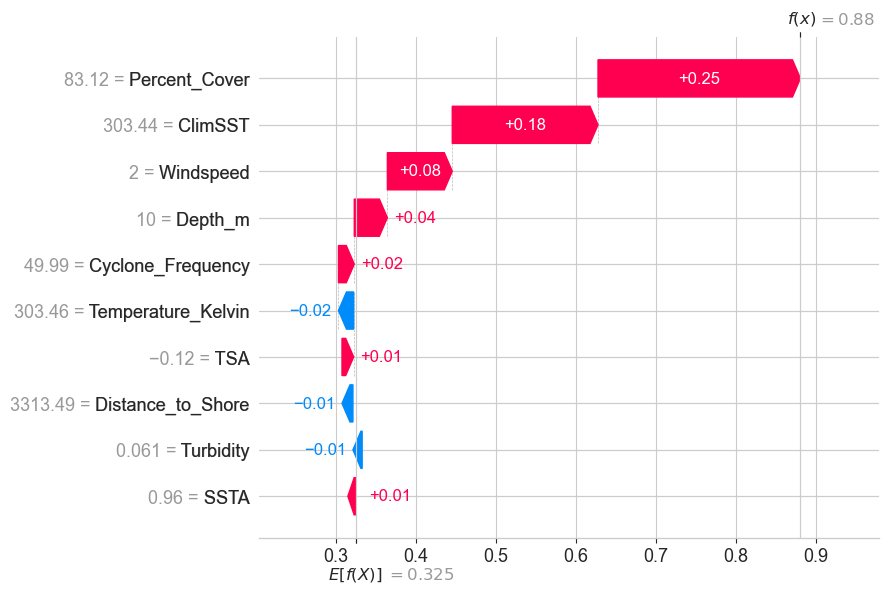 f(x) = 0.88
83.12 = Percent_Cover
+0.25
303.44 = ClimSST
+0.18
2 = Windspeed
+0.08
10 = Depth_m
+0.04
49.99 = Cyclone_Frequency
+0.02
303.46 = Temperature_Kelvin
−0.02
−0.12 = TSA
+0.01
3313.49 = Distance_to_Shore
−0.01
0.061 = Turbidity
−0.01
0.96 = SSTA
+0.01
0.3 0.4 0.5 0.6 0.7 0.8 0.9
E[f(X)] = 0.325